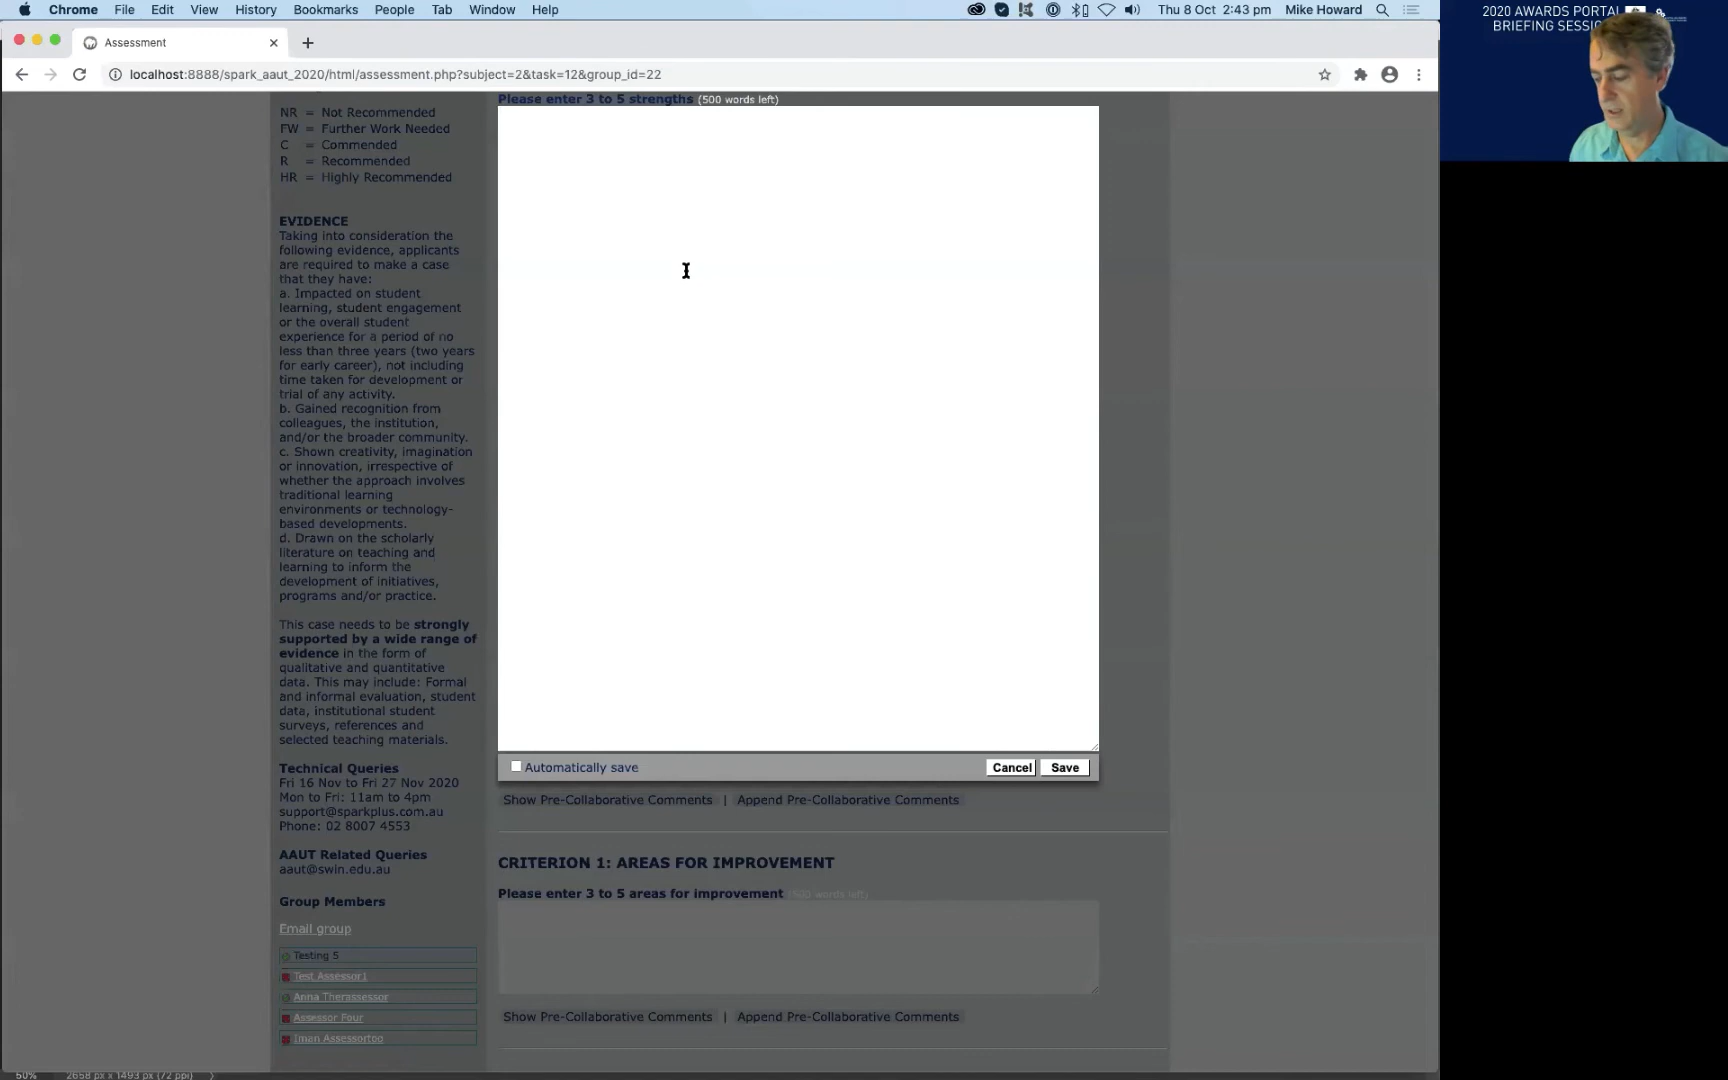 Chrome File Edit View History Bookmarks People Tab Window Help
Thu 8 Oct 2:43 pm Mike Howard
2020 AWARDS PORTAL
BRIEFING SESSIO
Assessment
localhost:8888/spark_aaut_2020/html/assessment.php?subject=2&task=12&group_id=22
Please enter 3 to 5 strengths (500 words left)
NR = Not Recommended
FW = Further Work Needed
C = Commended
R = Recommended
HR = Highly Recommended
EVIDENCE
Taking into consideration the
following evidence, applicants
are required to make a case
that they have:
a. Impacted on student
learning, student engagement
or the overall student
experience for a period of no
less than three years (two years
for early career), not including
time taken for development or
trial of any activity.
b. Gained recognition from
colleagues, the institution,
and/or the broader community.
c. Shown creativity, imagination
or innovation, irrespective of
whether the approach involves
traditional learning
environments or technology-
based developments.
d. Drawn on the scholarly
literature on teaching and
learning to inform the
development of initiatives,
programs and/or practice.
This case needs to be strongly
supported by a wide range of
evidence in the form of
qualitative and quantitative
data. This may include: Formal
and informal evaluation, student
data, institutional student
surveys, references and
selected teaching materials.
Technical Queries
Fri 16 Nov to Fri 27 Nov 2020
Mon to Fri: 11am to 4pm
support@sparkplus.com.au
Phone: 02 8007 4553
AAUT Related Queries
aaut@swin.edu.au
Group Members
Email group
Testing 5
Test Assessor1
Anna Therassessor
Assessor Four
Iman Assessortoo
Automatically save
Cancel Save
Show Pre-Collaborative Comments | Append Pre-Collaborative Comments
CRITERION 1: AREAS FOR IMPROVEMENT
Please enter 3 to 5 areas for improvement (500 words left)
Show Pre-Collaborative Comments | Append Pre-Collaborative Comments
50% 2658 px x 1493 px (72 ppi)